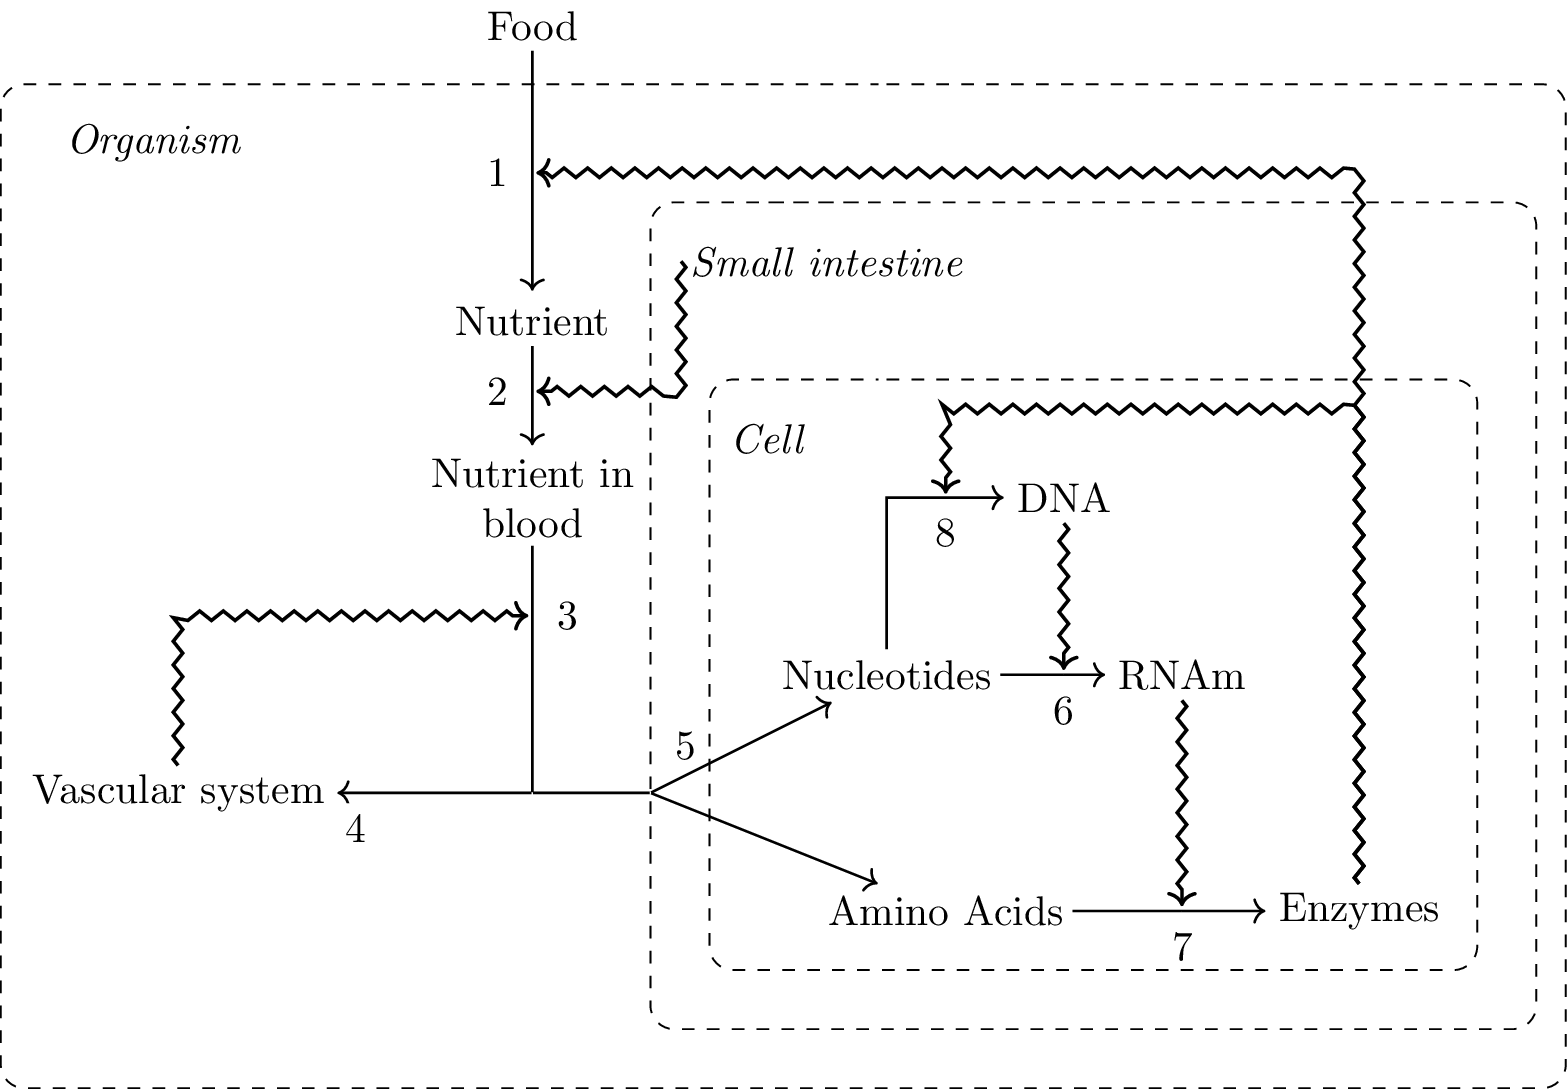 Food
Organism
1
Small intestine
Nutrient
2
Cell
Nutrient in
blood
DNA
8
3
Nucleotides
RNAm
6
5
Vascular system
4
Amino Acids
Enzymes
7